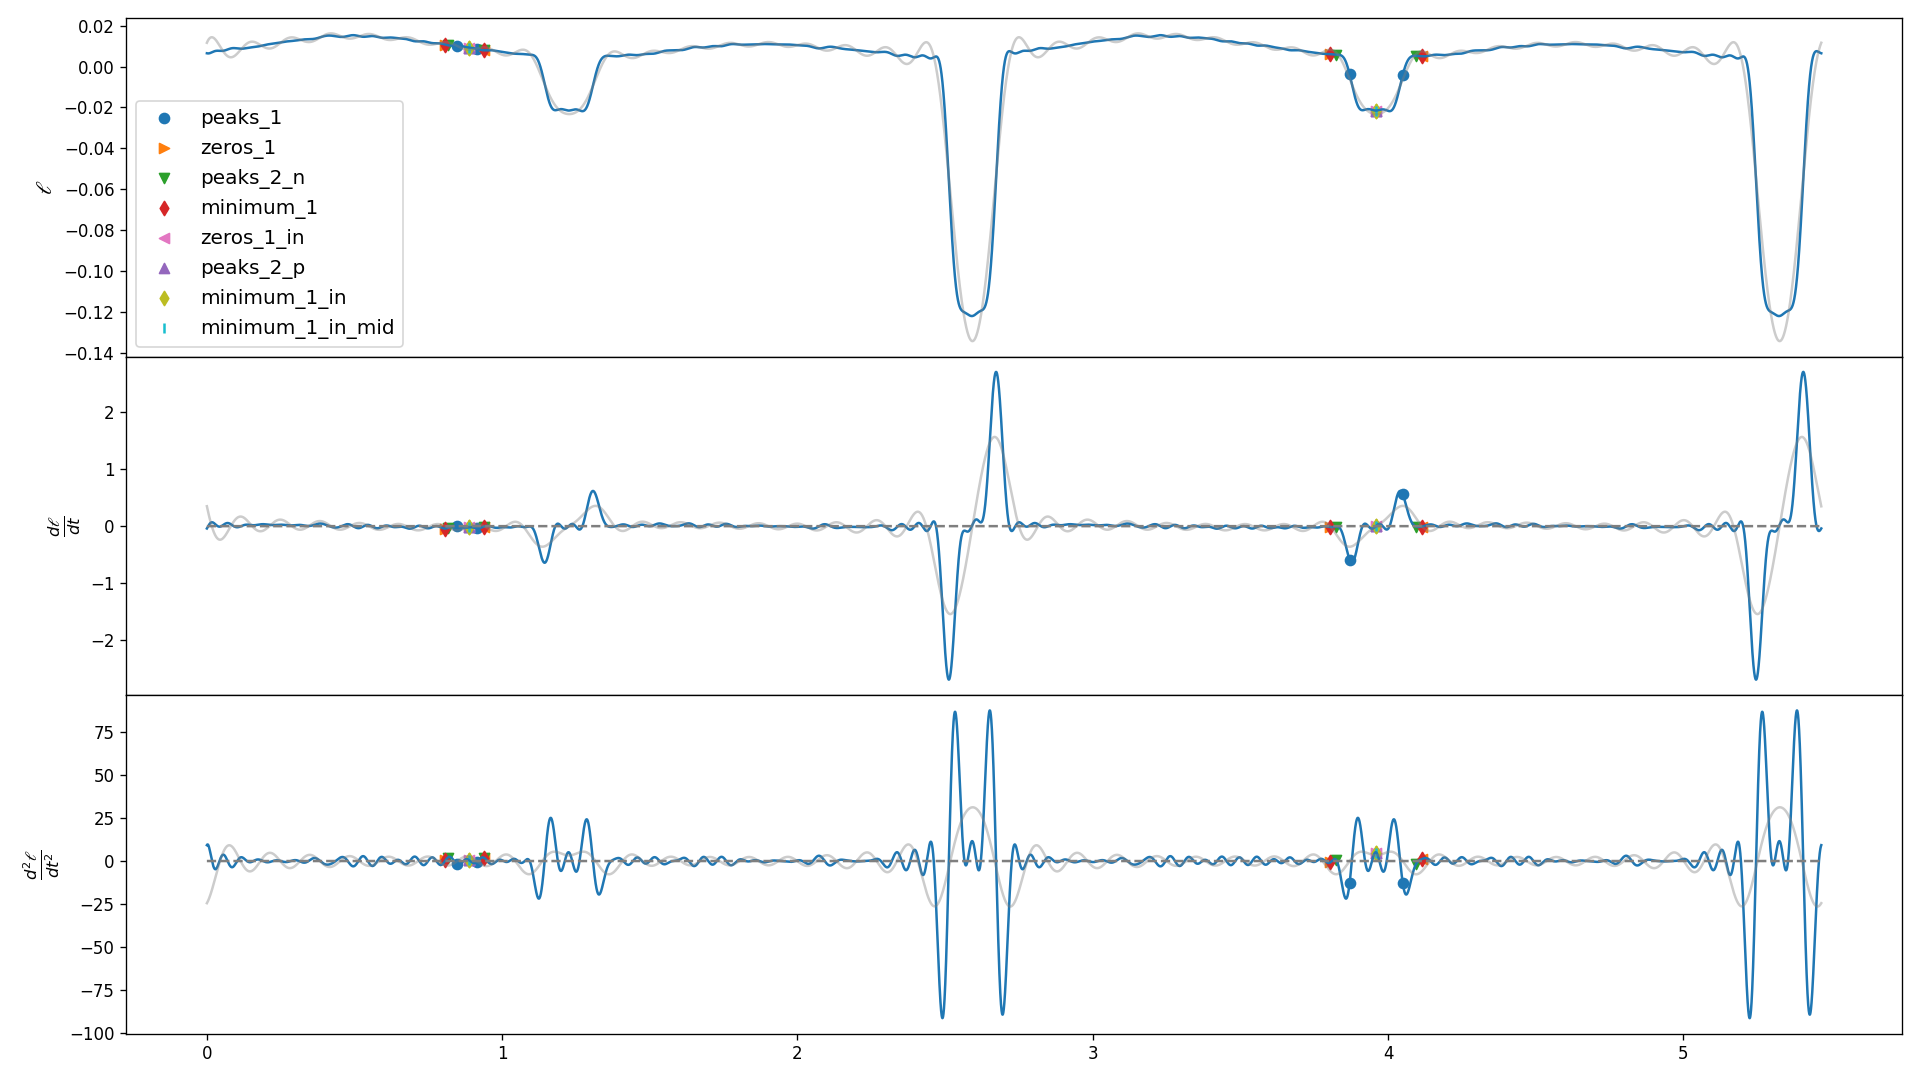 0.02
0.00
−0.02
−0.04
−0.06
−0.08
−0.10
−0.12
−0.14
ℓ
peaks_1
zeros_1
peaks_2_n
minimum_1
zeros_1_in
peaks_2_p
minimum_1_in
minimum_1_in_mid
2
1
0
−1
−2
dℓ
dt
75
50
25
0
−25
−50
−75
−100
d²ℓ
dt²
0 1 2 3 4 5